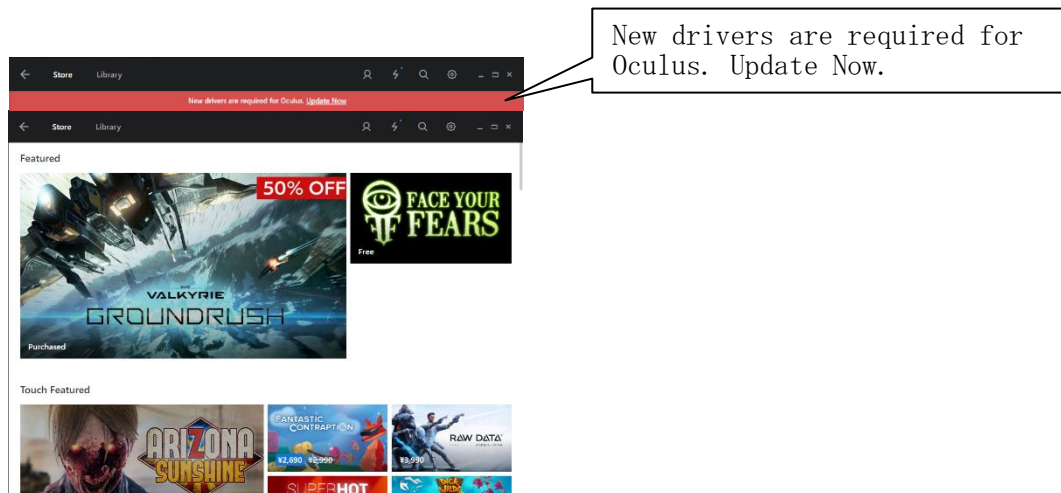 New drivers are required for
Oculus. Update Now.
Store Library
New drivers are required for Oculus. Update Now
Store Library
Featured
50% OFF
FACE YOUR
FEARS
Free
VALKYRIE
GROUNDRUSH
Purchased
Touch Featured
ARIZONA
SUNSHINE
FANTASTIC
CONTRAPTION
¥2,690 ¥2,990
RAW DATA
¥3,990
SUPERHOT